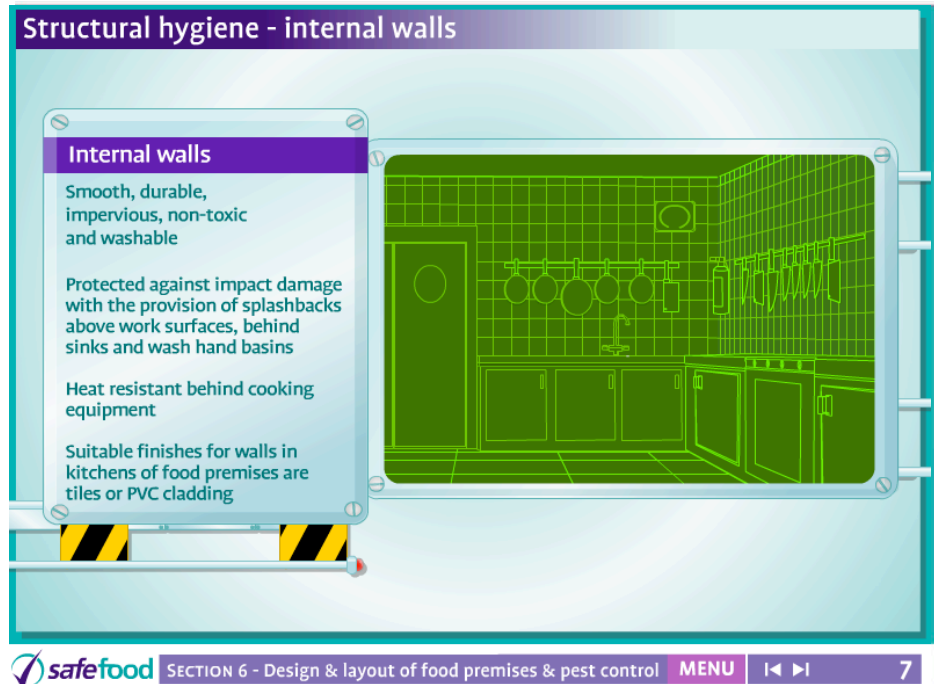 Structural hygiene - internal walls
Internal walls
Smooth, durable,
impervious, non-toxic
and washable
Protected against impact damage
with the provision of splashbacks
above work surfaces, behind
sinks and wash hand basins
Heat resistant behind cooking
equipment
Suitable finishes for walls in
kitchens of food premises are
tiles or PVC cladding
safefood SECTION 6 - Design & layout of food premises & pest control MENU 7